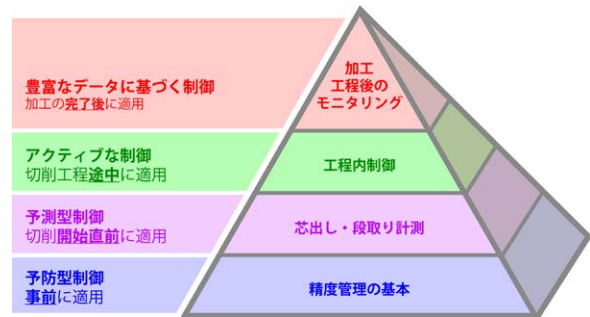 豊富なデータに基づく制御
加工の完了後に適用
加工
工程後の
モニタリング
アクティブな制御
切削工程途中に適用
工程内制御
予測型制御
切削開始直前に適用
芯出し・段取り計測
予防型制御
事前に適用
精度管理の基本